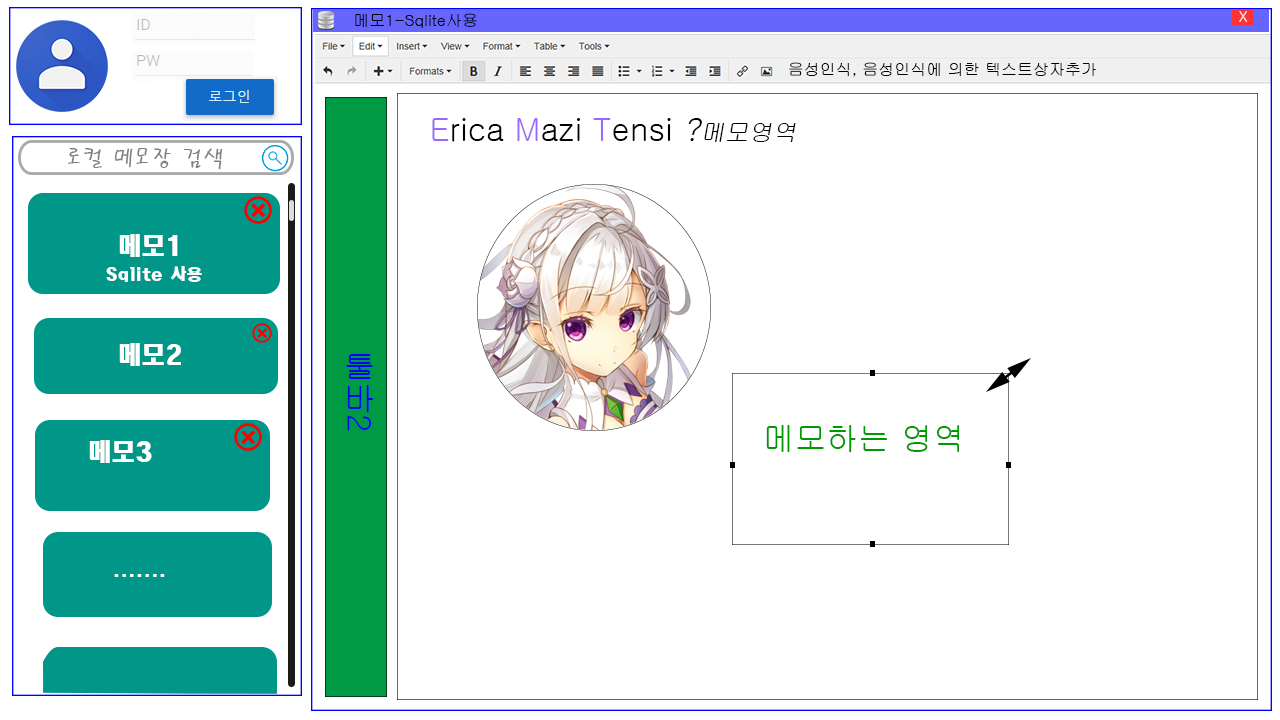 ID
PW
로그인
로컬 메모장 검색
메모1
Sqlite 사용
메모2
메모3
.......
메모1-Sqlite사용
X
File Edit Insert View Format Table Tools
Formats B I 음성인식, 음성인식에 의한 텍스트상자추가
툴바2
Erica Mazi Tensi ?메모영역
메모하는 영역